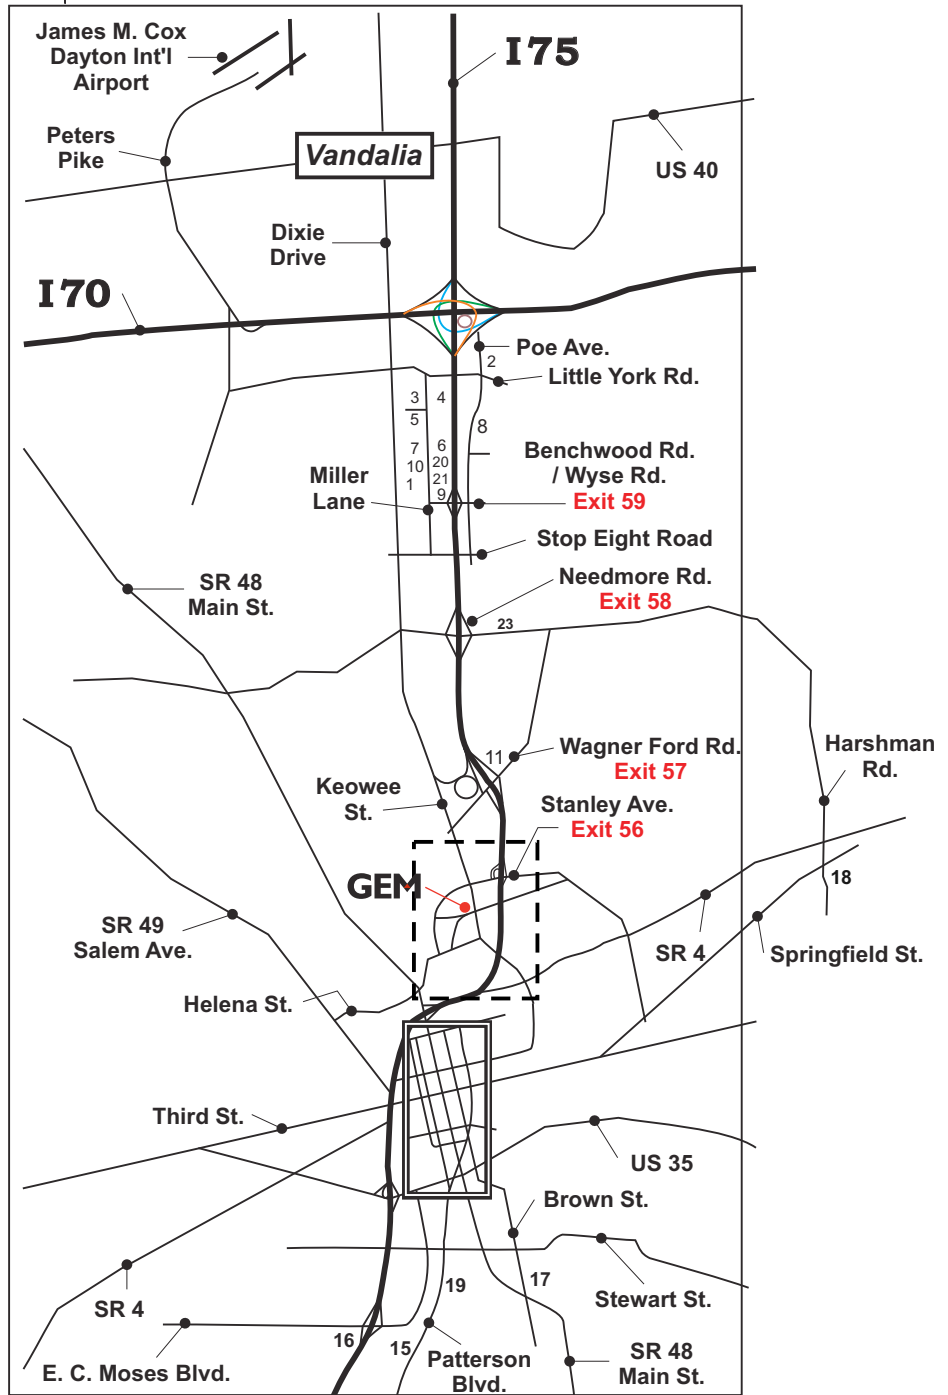 James M. Cox
Dayton Int'l
Airport
I75
Peters
Pike
Vandalia
US 40
Dixie
Drive
I70
Poe Ave.
2
Little York Rd.
3
4
5
8
7
6
Benchwood Rd.
/ Wyse Rd.
Exit 59
10
20
1
21
9
Miller
Lane
Stop Eight Road
SR 48
Main St.
Needmore Rd.
Exit 58
23
11
Wagner Ford Rd.
Exit 57
Harshman
Rd.
Keowee
St.
Stanley Ave.
Exit 56
GEM
18
SR 49
Salem Ave.
SR 4
Springfield St.
Helena St.
Third St.
US 35
Brown St.
19
17
Stewart St.
SR 4
16
15
E. C. Moses Blvd.
Patterson
Blvd.
SR 48
Main St.